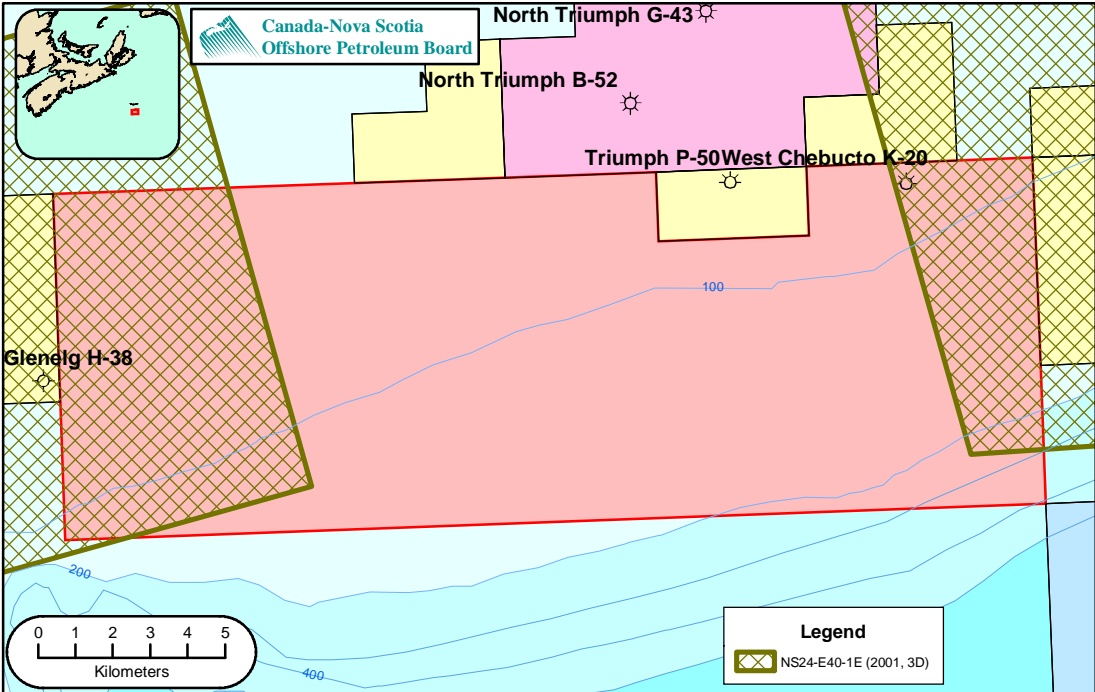 North Triumph G-43
Canada-Nova Scotia
Offshore Petroleum Board
North Triumph B-52
Triumph P-50
West Chebucto K-20
100
Glenelg H-38
200
400
0 1 2 3 4 5
Kilometers
Legend
NS24-E40-1E (2001, 3D)